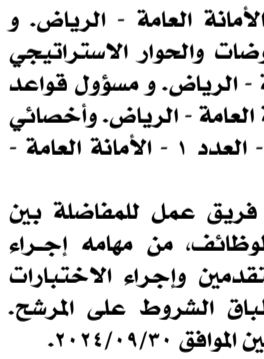 الأمانة العامة - الرياض. و
وضات والحوار الاستراتيجي
ة - الرياض. و مسؤول قواعد
ة العامة - الرياض. وأخصائي
- العدد ١ - الأمانة العامة -
فريق عمل للمفاضلة بين
لوظائف، من مهامه إجراء
تقدمين وإجراء الاختبارات
لباق الشروط على المرشح.
ين الموافق ٢٠٢٤/٠٩/٣٠.